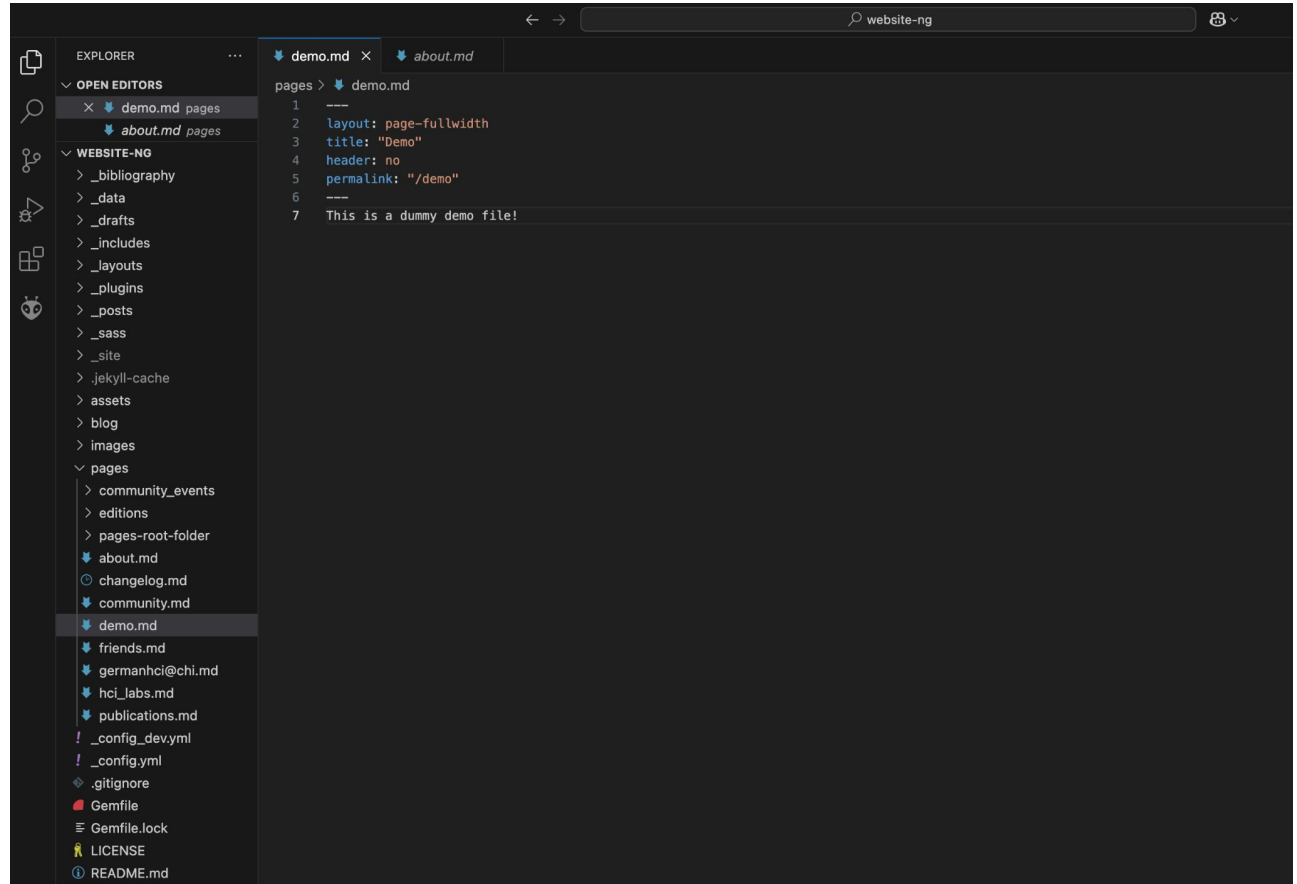 website-ng
EXPLORER
OPEN EDITORS
demo.md pages
about.md pages
WEBSITE-NG
_bibliography
_data
_drafts
_includes
_layouts
_plugins
_posts
_sass
_site
.jekyll-cache
assets
blog
images
pages
community_events
editions
pages-root-folder
about.md
changelog.md
community.md
demo.md
friends.md
germanhci@chi.md
hci_labs.md
publications.md
_config_dev.yml
_config.yml
.gitignore
Gemfile
Gemfile.lock
LICENSE
README.md
demo.md about.md
pages > demo.md
1 ---
2 layout: page-fullwidth
3 title: "Demo"
4 header: no
5 permalink: "/demo"
6 ---
7 This is a dummy demo file!